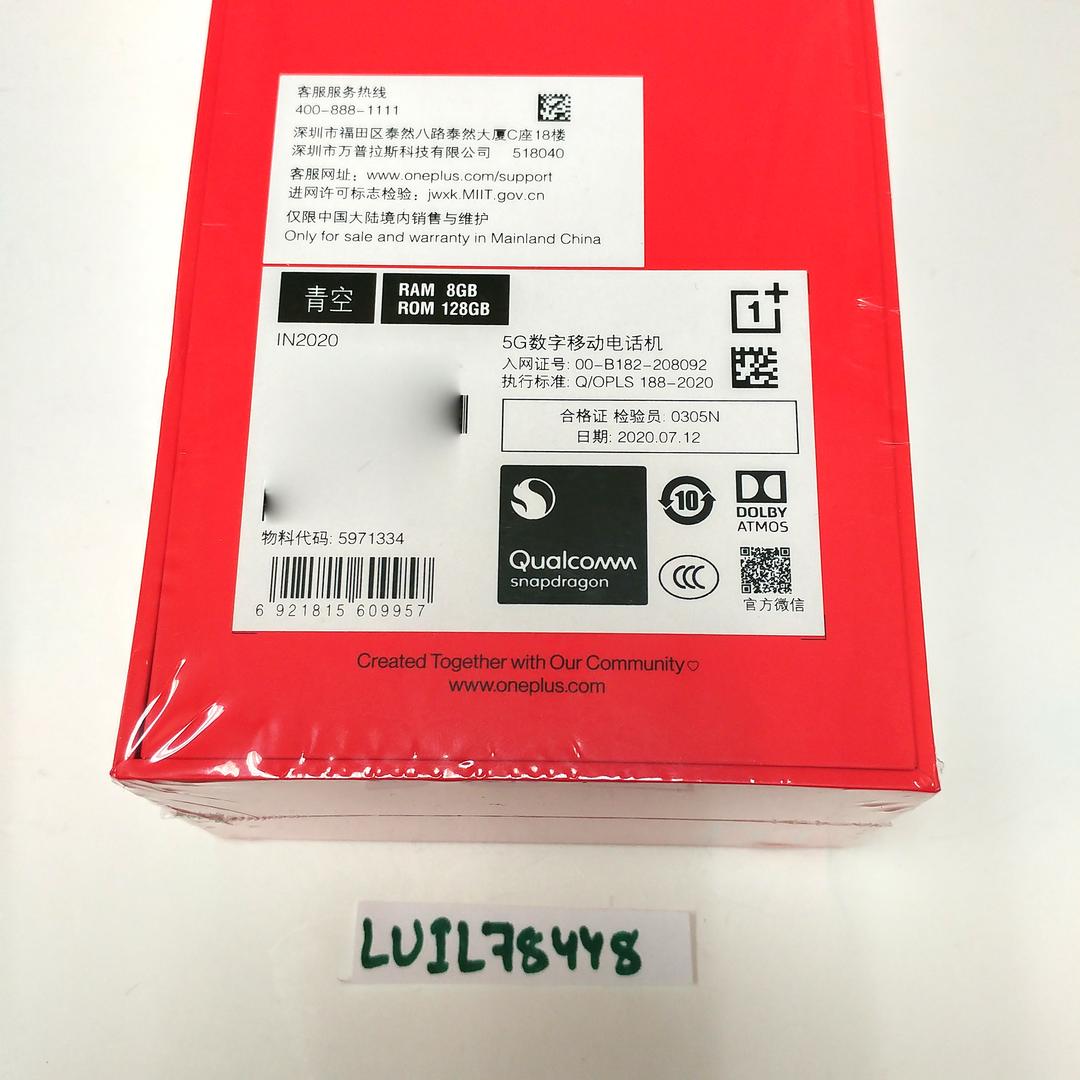 客服服务热线
400-888-1111
深圳市福田区泰然八路泰然大厦C座18楼
深圳市万普拉斯科技有限公司 518040
客服网址：www.oneplus.com/support
进网许可标志检验：jwxk.MIIT.gov.cn
仅限中国大陆境内销售与维护
Only for sale and warranty in Mainland China
青空
RAM 8GB
ROM 128GB
IN2020
1+
5G数字移动电话机
入网证号: 00-B182-208092
执行标准: Q/OPLS 188-2020
合格证 检验员: 0305N
日期: 2020.07.12
物料代码: 5971334
6 921815 609957
Qualcomm
snapdragon
10
DOLBY
ATMOS
CCC
官方微信
Created Together with Our Community♡
www.oneplus.com
LUIL78448